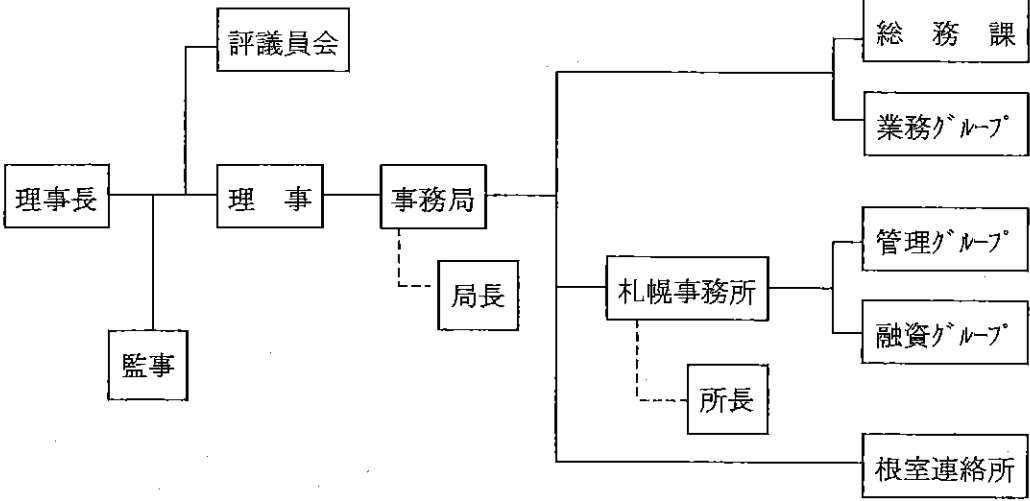 評議員会
総　務　課
業務ｸﾞﾙｰﾌﾟ
理事長
理　事
事務局
管理ｸﾞﾙｰﾌﾟ
局長
札幌事務所
融資ｸﾞﾙｰﾌﾟ
監事
所長
根室連絡所